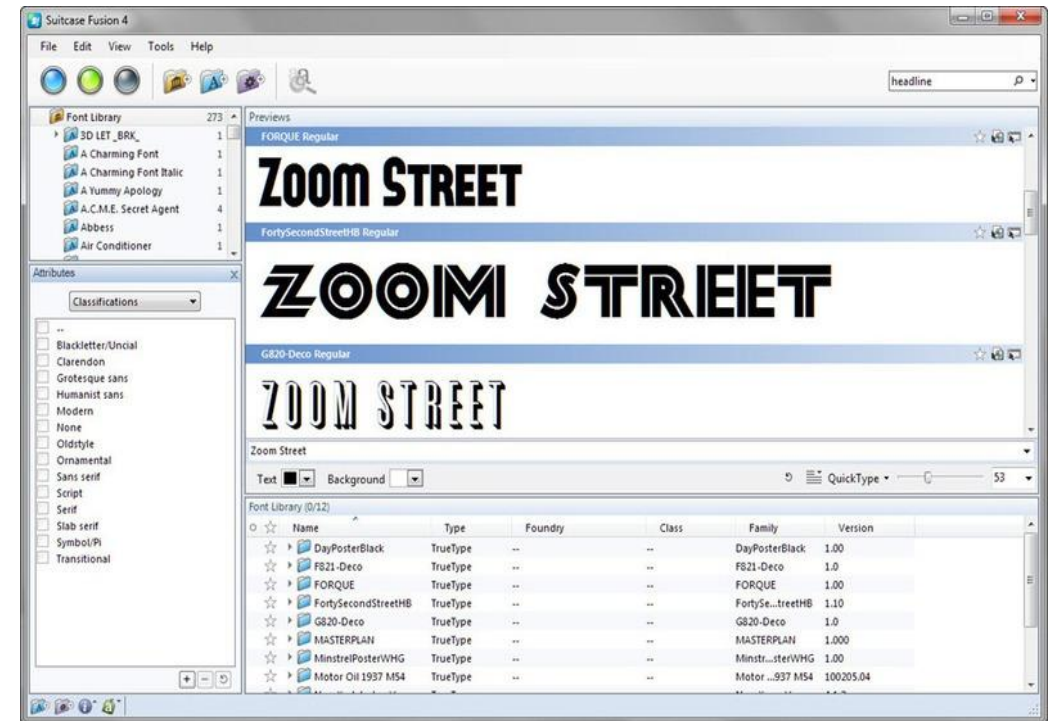 Suitcase Fusion 4
File Edit View Tools Help
headline
Font Library 273
3D LET _BRK_ 1
A Charming Font 1
A Charming Font Italic 1
A Yummy Apology 1
A.C.M.E. Secret Agent 4
Abbess 1
Air Conditioner 1
Attributes
Classifications
--
Blackletter/Uncial
Clarendon
Grotesque sans
Humanist sans
Modern
None
Oldstyle
Ornamental
Sans serif
Script
Serif
Slab serif
Symbol/Pi
Transitional
Previews
FORQUE Regular
ZOOM STREET
FortySecondStreetHB Regular
ZOOM STREET
G820-Deco Regular
ZOOM STREET
Zoom Street
Text Background QuickType 53
Font Library (0/12)
Name Type Foundry Class Family Version
DayPosterBlack TrueType -- -- DayPosterBlack 1.00
F821-Deco TrueType -- -- F821-Deco 1.0
FORQUE TrueType -- -- FORQUE 1.00
FortySecondStreetHB TrueType -- -- FortySe...treetHB 1.10
G820-Deco TrueType -- -- G820-Deco 1.0
MASTERPLAN TrueType -- -- MASTERPLAN 1.000
MinstrelPosterWHG TrueType -- -- Minstr...sterWHG 1.00
Motor Oil 1937 M54 TrueType -- -- Motor ...937 M54 100205.04